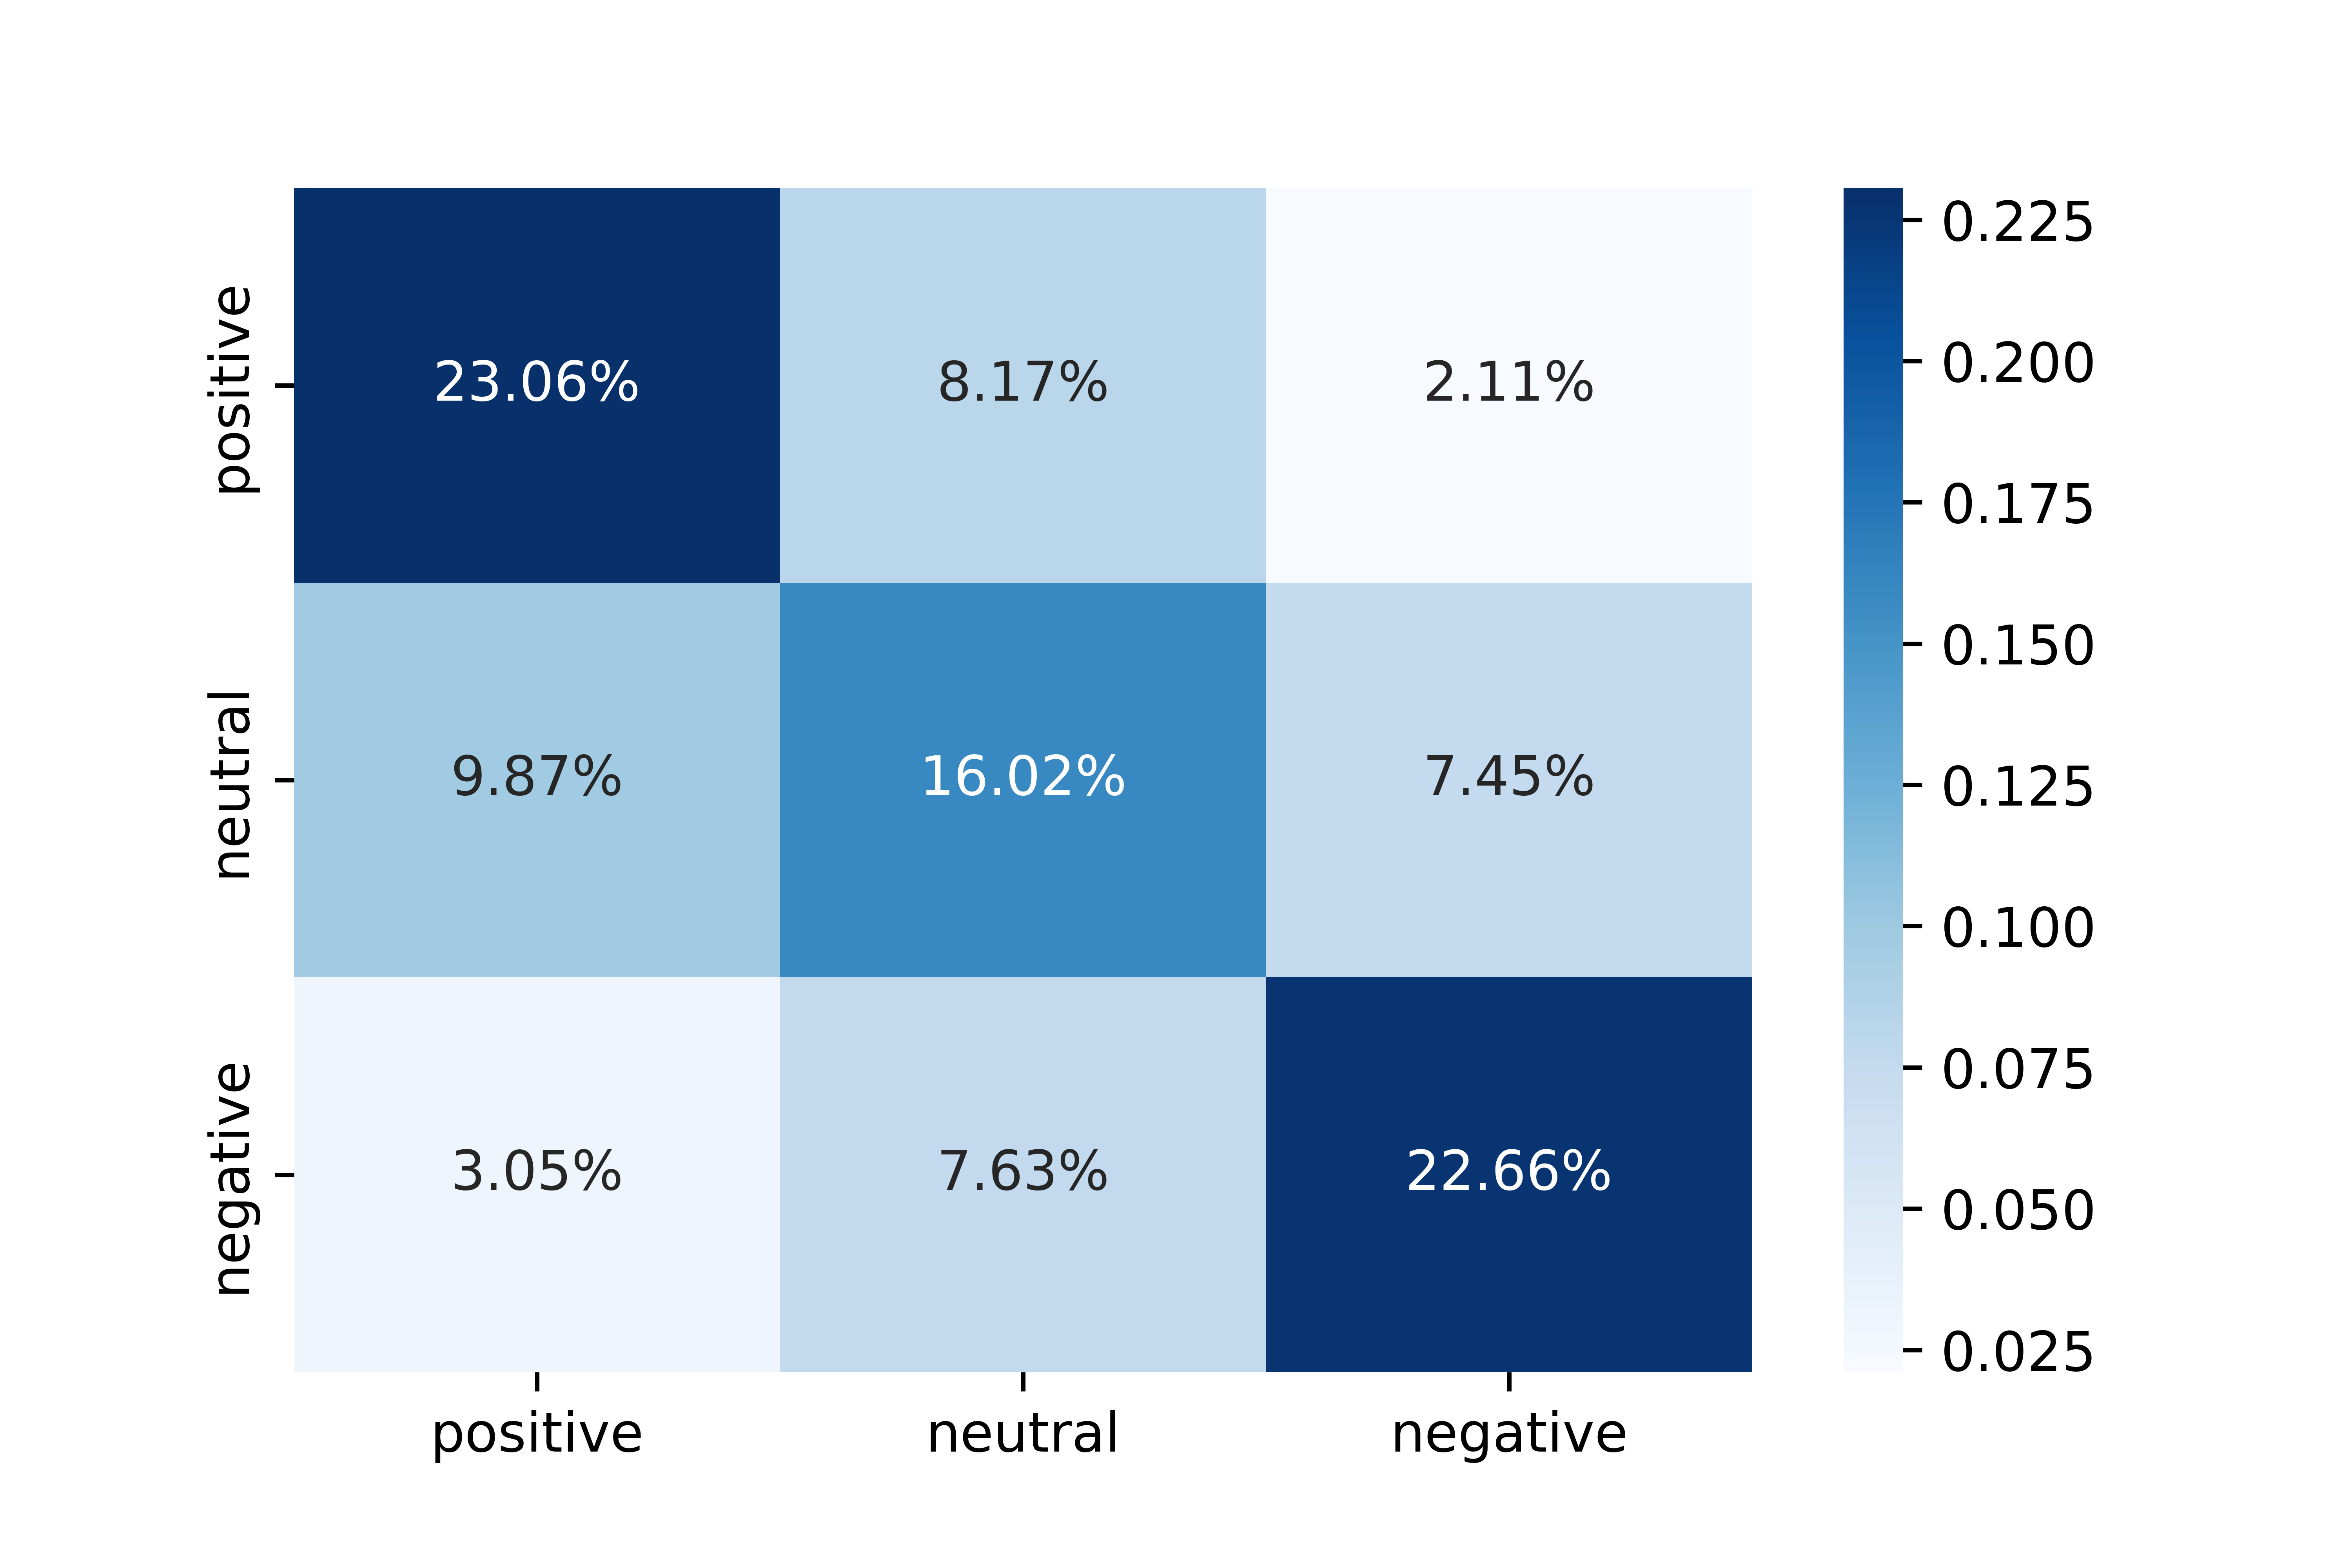 positive
23.06% 8.17% 2.11%
neutral
9.87% 16.02% 7.45%
negative
3.05% 7.63% 22.66%
positive neutral negative
0.225
0.200
0.175
0.150
0.125
0.100
0.075
0.050
0.025